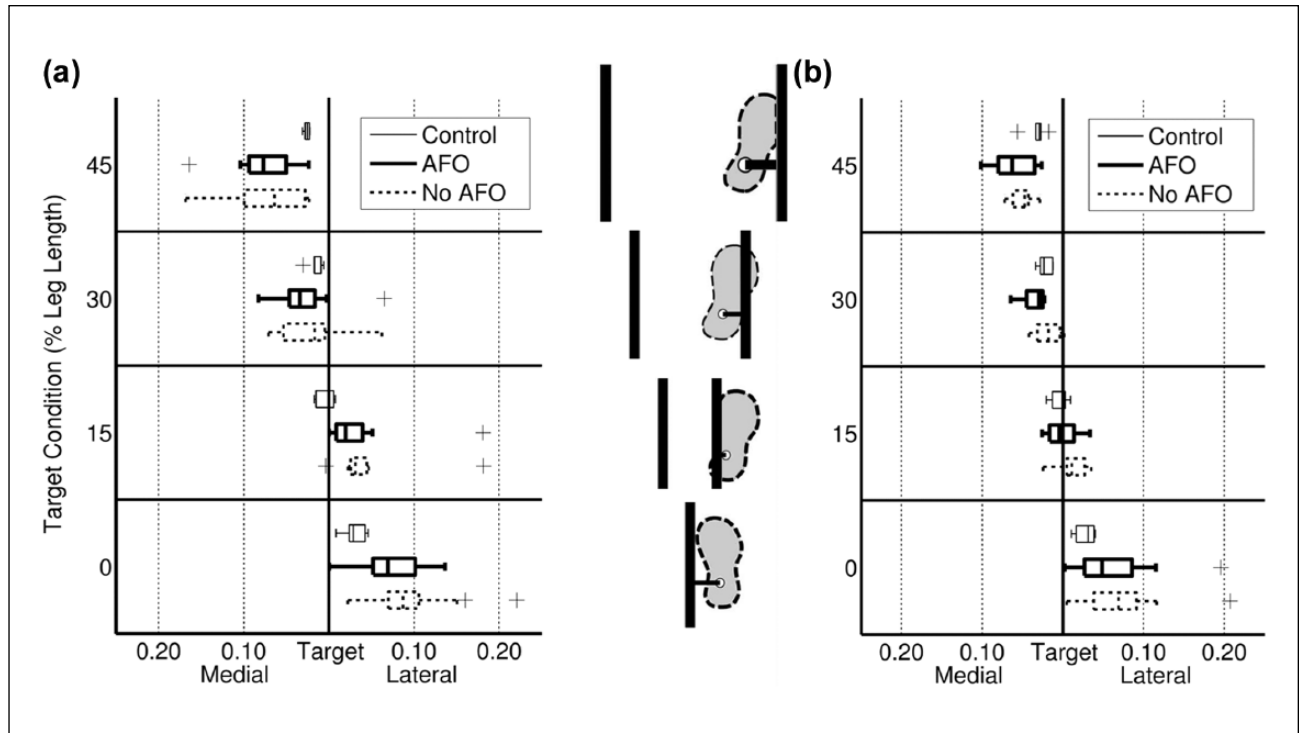 (a)
(b)
Control
AFO
No AFO
Control
AFO
No AFO
Target Condition (% Leg Length)
45
30
15
0
45
30
15
0
0.20 0.10 Target 0.10 0.20
Medial Lateral
0.20 0.10 Target 0.10 0.20
Medial Lateral